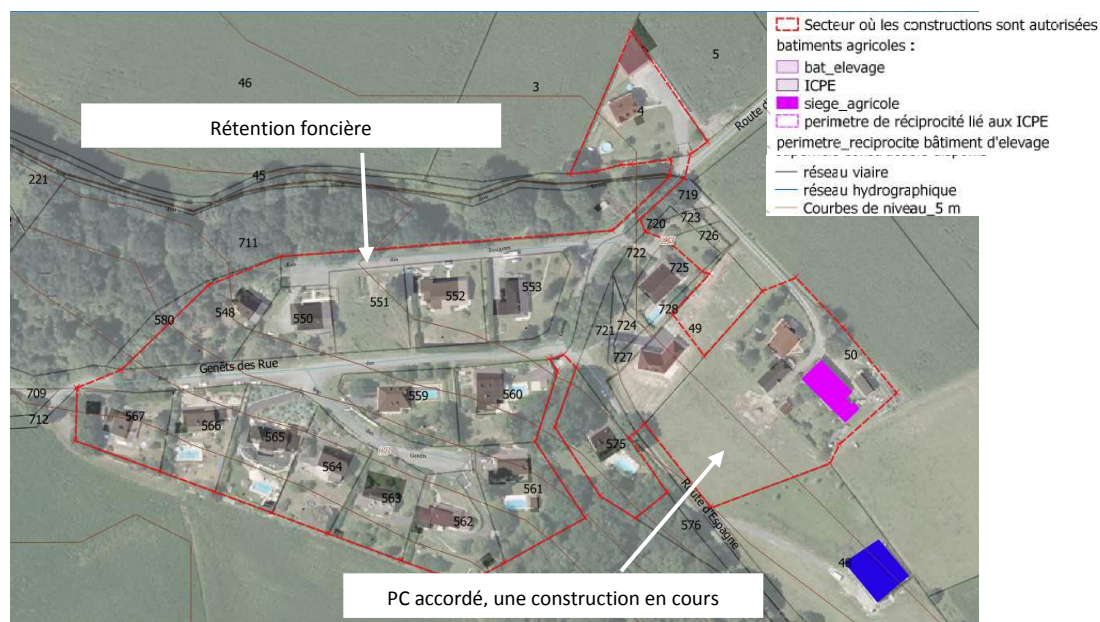 Secteur où les constructions sont autorisées
batiments agricoles :
bat_elevage
ICPE
siege_agricole
perimetre de réciprocité lié aux ICPE
perimetre_reciprocite bâtiment d'elevage
réseau viaire
réseau hydrographique
Courbes de niveau_5 m
46
3
5
4
Route d
Rétention foncière
45
221
711
719
720
723
726
722
725
728
548
550
551
552
553
580
721
724
727
49
50
Genêts des Rue
709
712
559
560
567
566
565
564
563
562
561
575
576
Route d'Espagne
PC accordé, une construction en cours